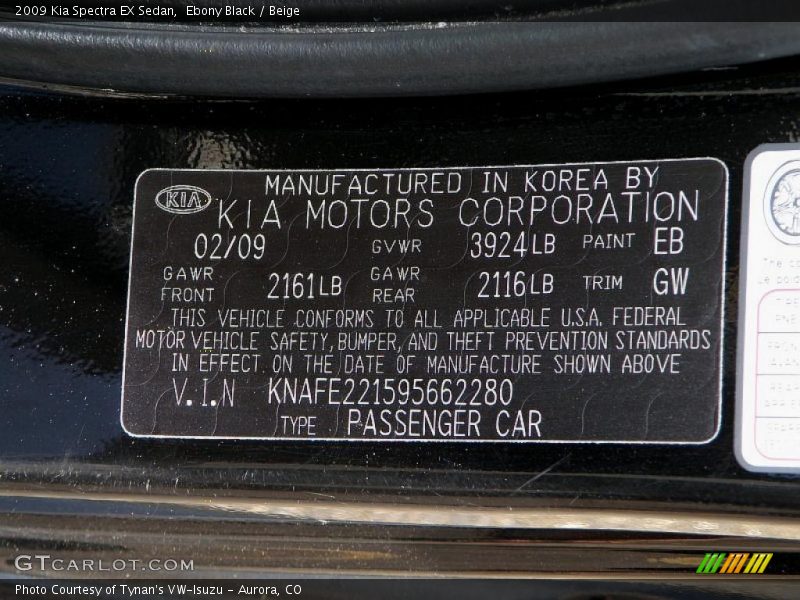 2009 Kia Spectra EX Sedan,  Ebony Black / Beige
MANUFACTURED IN KOREA BY
KIA KIA MOTORS CORPORATION
02/09 GVWR 3924LB PAINT EB
GAWR FRONT 2161LB GAWR REAR 2116LB TRIM GW
THIS VEHICLE CONFORMS TO ALL APPLICABLE U.S.A. FEDERAL
MOTOR VEHICLE SAFETY, BUMPER, AND THEFT PREVENTION STANDARDS
IN EFFECT ON THE DATE OF MANUFACTURE SHOWN ABOVE
V.I.N KNAFE221595662280
TYPE PASSENGER CAR
GTCARLOT.COM
Photo Courtesy of Tynan's VW-Isuzu - Aurora, CO